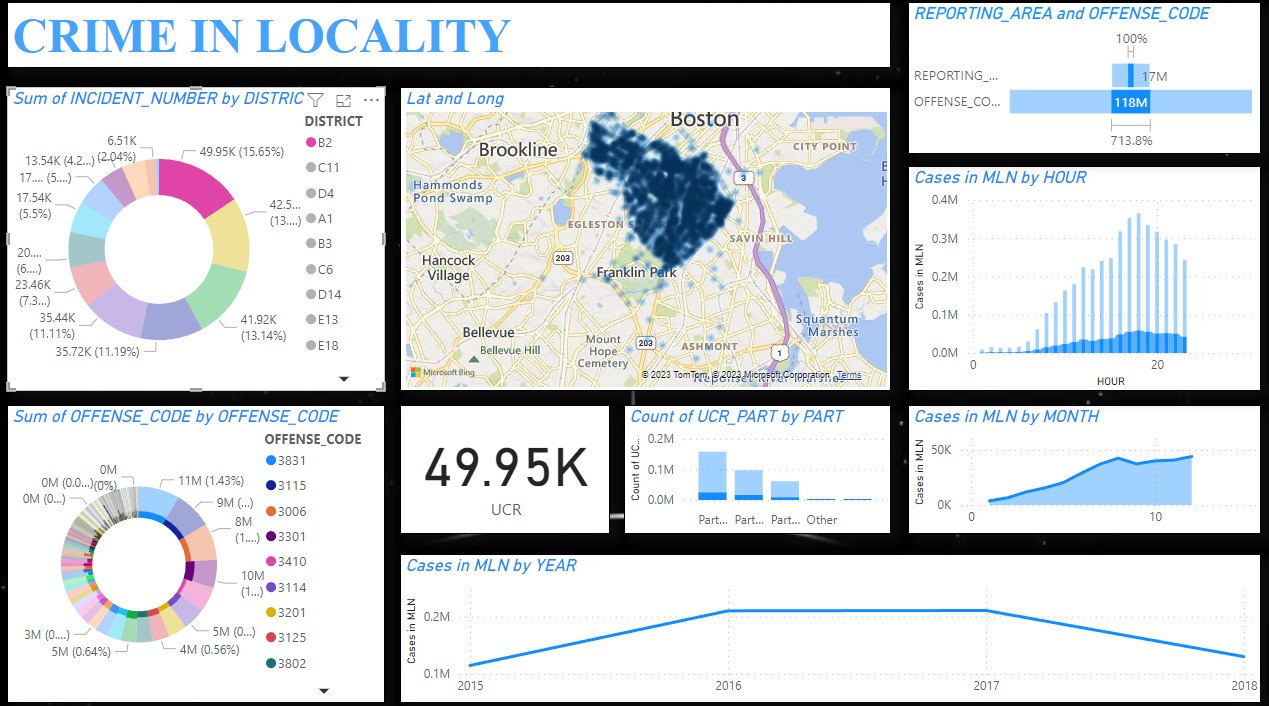 CRIME IN LOCALITY
REPORTING_AREA and OFFENSE_CODE
100%
REPORTING_...
17M
OFFENSE_CO...
118M
713.8%
Sum of INCIDENT_NUMBER by DISTRIC
DISTRICT
B2
C11
D4
A1
B3
C6
D14
E13
E18
6.51K
(2.04%)
49.95K (15.65%)
13.54K (4.2...)
17.... (5....)
17.54K
(5.5%)
42.5...
(13....)
20....
(6....)
23.46K
(7.3...)
35.44K
(11.11%)
41.92K
(13.14%)
35.72K (11.19%)
Lat and Long
Boston
Brookline
CITY POINT
Hammonds
Pond Swamp
3
EGLESTON S
SAVIN HILL
203
Hancock
Village
Franklin Park
Squantum
Marshes
Bellevue
Bellevue Hill
Mount
Hope
Cemetery
203
ASHMONT
1
Microsoft Bing
© 2023 TomTom, © 2023 Microsoft Corporation Terms
Neponset River Marshes
Cases in MLN by HOUR
Cases in MLN
0.4M
0.3M
0.2M
0.1M
0.0M
0
20
HOUR
Sum of OFFENSE_CODE by OFFENSE_CODE
OFFENSE_CODE
3831
3115
3006
3301
3410
3114
3201
3125
3802
0M
(0%)
0M (0.0...)
0M (0...)
11M (1.43%)
9M (...)
8M
(1....)
10M
(1...)
5M (0...)
4M (0.56%)
5M (0.64%)
3M (0....)
49.95K
UCR
Count of UCR_PART by PART
Count of UC...
0.2M
0.1M
0.0M
Part...
Part...
Part...
Other
Cases in MLN by MONTH
Cases in MLN
50K
0K
0
10
Cases in MLN by YEAR
Cases in MLN
0.2M
0.1M
2015
2016
2017
2018